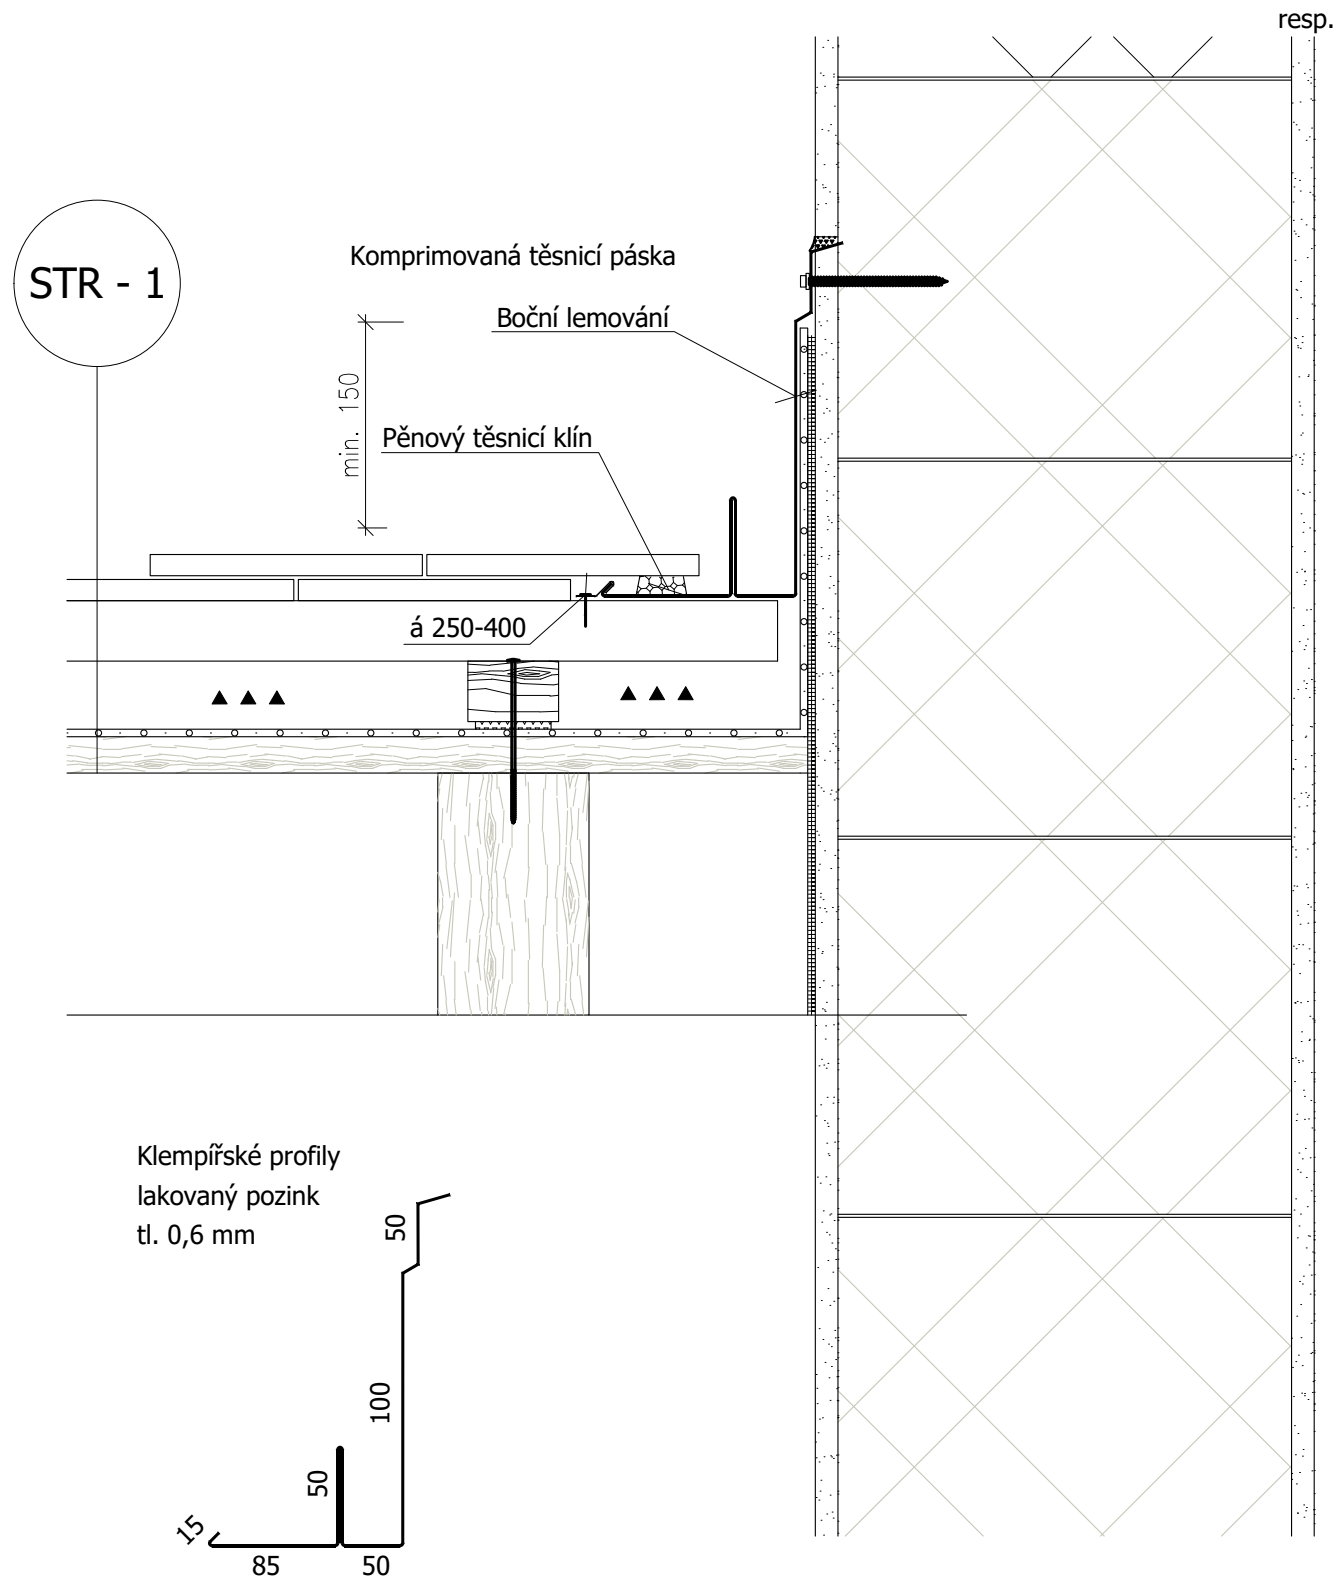 resp.
STR - 1
Komprimovaná těsnicí páska
Boční lemování
min. 150
Pěnový těsnicí klín
á 250-400
Klempířské profily
lakovaný pozink
tl. 0,6 mm
50
100
50
15
85
50